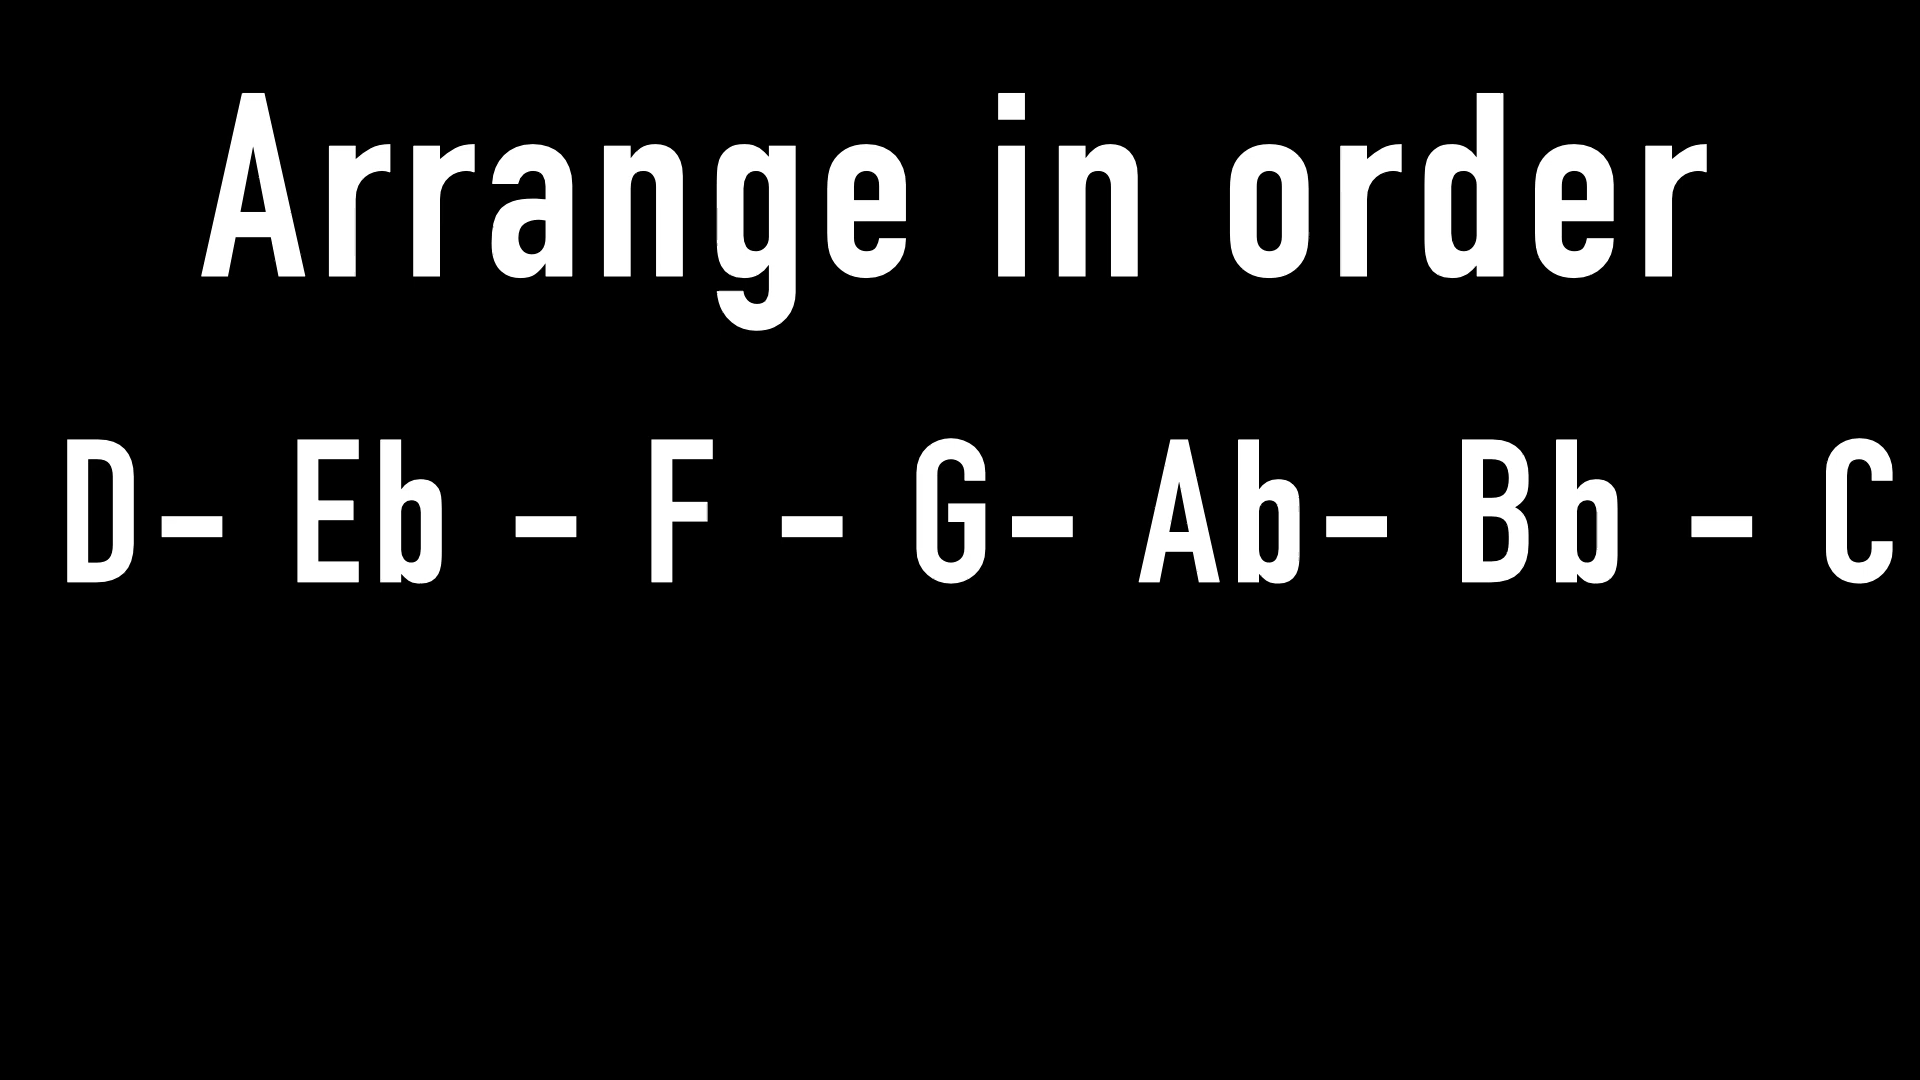 Arrange in order
D- Eb - F - G- Ab- Bb - C